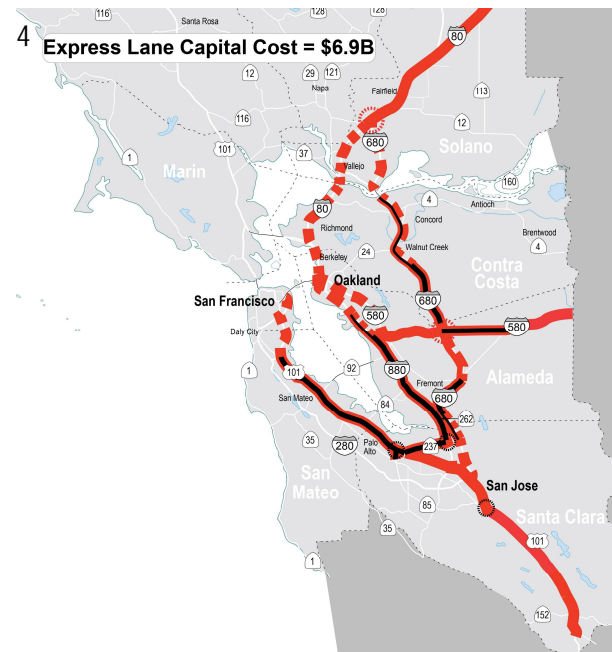 4
Express Lane Capital Cost = $6.9B
116
128
128
Santa Rosa
80
12
29
121
Napa
Fairfield
113
116
12
680
Solano
101
37
1
Marin
Vallejo
160
80
4
Antioch
Concord
Richmond
Brentwood
24
Walnut Creek
4
Berkeley
Contra
Costa
Oakland
San Francisco
680
580
580
Daly City
92
880
1
101
Fremont
Alameda
680
San Mateo
84
262
35
280
Palo
Alto
237
San
Mateo
San Jose
85
Santa Clara
35
101
1
152